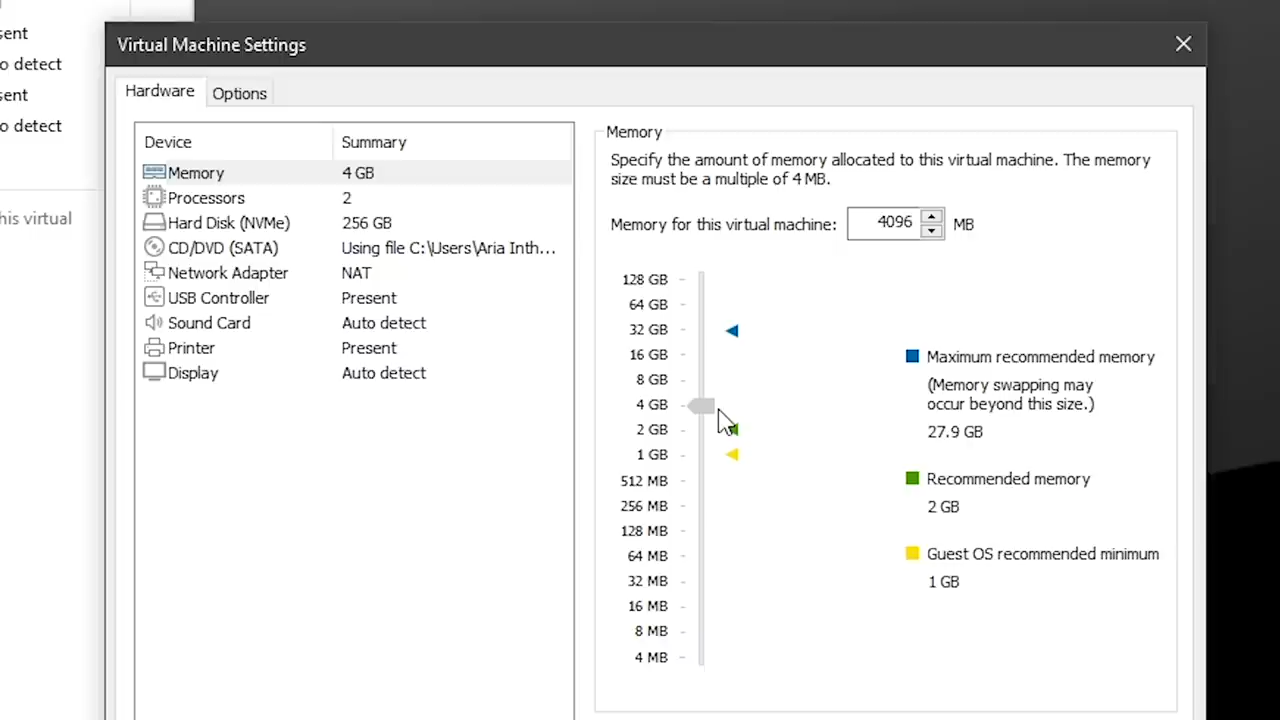 sent
o detect
sent
o detect
his virtual
Virtual Machine Settings
Hardware
Options
Device Summary
Memory 4 GB
Processors 2
Hard Disk (NVMe) 256 GB
CD/DVD (SATA) Using file C:\Users\Aria Inth...
Network Adapter NAT
USB Controller Present
Sound Card Auto detect
Printer Present
Display Auto detect
Memory
Specify the amount of memory allocated to this virtual machine. The memory
size must be a multiple of 4 MB.
Memory for this virtual machine: 4096 MB
128 GB
64 GB
32 GB
16 GB
8 GB
4 GB
2 GB
1 GB
512 MB
256 MB
128 MB
64 MB
32 MB
16 MB
8 MB
4 MB
Maximum recommended memory
(Memory swapping may
occur beyond this size.)
27.9 GB
Recommended memory
2 GB
Guest OS recommended minimum
1 GB